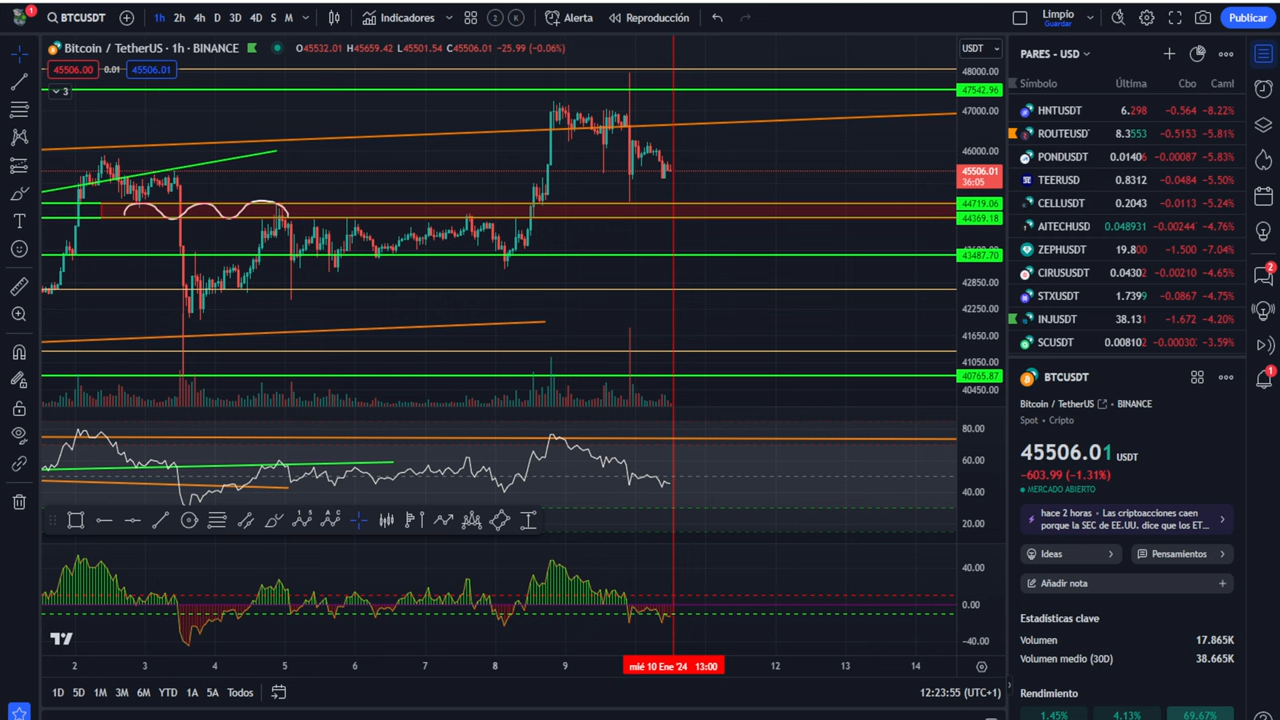 BTCUSDT
1h 2h 4h D 3D 4D S M
Indicadores
2 K
Alerta
Reproducción
Limpio
Guardar
Publicar
Bitcoin / TetherUS · 1h · BINANCE
O45532.01 H45659.42 L45501.54 C45506.01 −25.99 (−0.06%)
USDT
45506.00 0.01 45506.01
3
48000.00
47542.96
47000.00
46000.00
45506.01
36:05
44719.06
44369.18
43487.70
42850.00
42250.00
41650.00
41050.00
40765.87
40450.00
80.00
60.00
40.00
20.00
40.00
0.00
−40.00
2 3 4 5 6 7 8 9 mié 10 Ene '24 13:00 12 13 14
1D 5D 1M 3M 6M YTD 1A 5A Todos
12:23:55 (UTC+1)
PARES - USD
Símbolo Última Cbo Caml
HNTUSDT 6.298 −0.564 −8.22%
ROUTEUSD 8.3553 −0.5153 −5.81%
PONDUSDT 0.01406 −0.00087 −5.83%
TEERUSD 0.8312 −0.0484 −5.50%
CELLUSDT 0.2043 −0.0113 −5.24%
AITECHUSD 0.048931 −0.00244 −4.76%
ZEPHUSDT 19.800 −1.500 −7.04%
CIRUSUSDT 0.04302 −0.00210 −4.65%
STXUSDT 1.7399 −0.0867 −4.75%
INJUSDT 38.131 −1.672 −4.20%
SCUSDT 0.008102 −0.00030 −3.59%
BTCUSDT
Bitcoin / TetherUS • BINANCE
Spot • Cripto
45506.01 USDT
−603.99 (−1.31%)
MERCADO ABIERTO
hace 2 horas • Las criptoacciones caen
porque la SEC de EE.UU. dice que los ET...
Ideas
Pensamientos
Añadir nota
Estadísticas clave
Volumen 17.865K
Volumen medio (30D) 38.665K
Rendimiento
1.45% 4.13% 69.67%